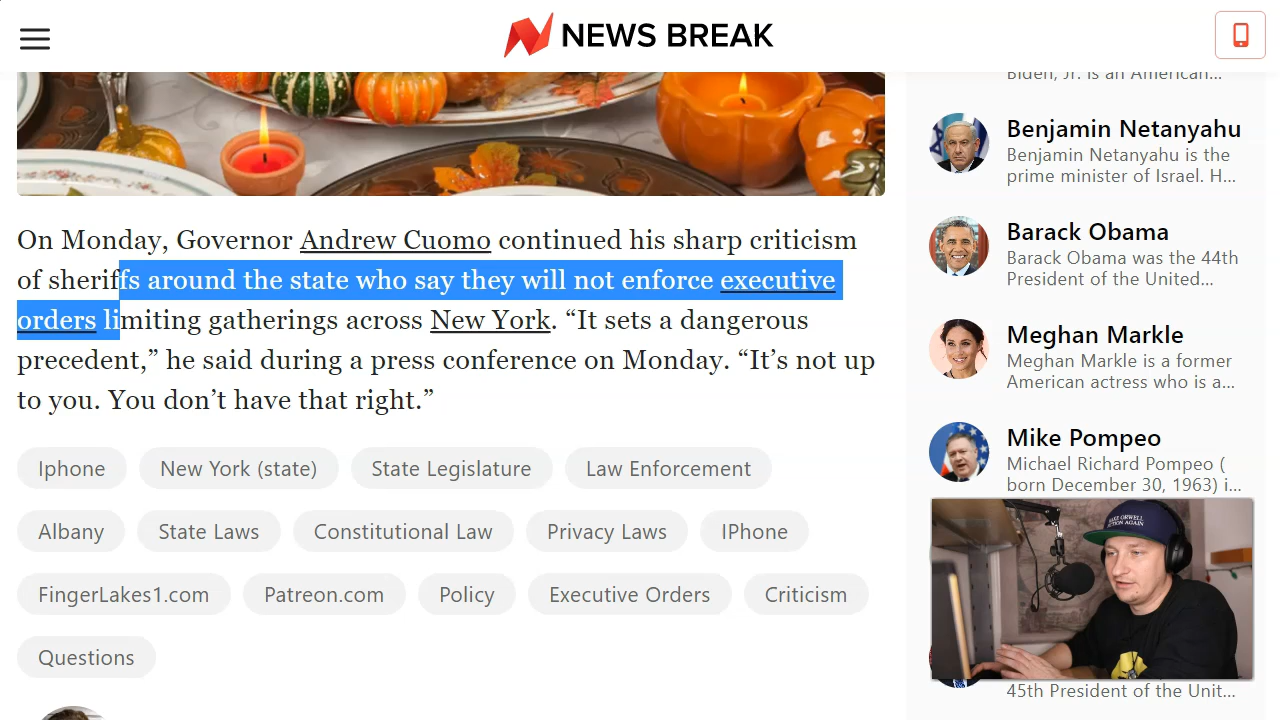 NEWS BREAK
Biden, Jr. is an American...
Benjamin Netanyahu
Benjamin Netanyahu is the
prime minister of Israel. H...
Barack Obama
Barack Obama was the 44th
President of the United...
Meghan Markle
Meghan Markle is a former
American actress who is a...
Mike Pompeo
Michael Richard Pompeo (
born December 30, 1963) i...
45th President of the Unit...
On Monday, Governor Andrew Cuomo continued his sharp criticism
of sheriffs around the state who say they will not enforce executive
orders limiting gatherings across New York. “It sets a dangerous
precedent,” he said during a press conference on Monday. “It’s not up
to you. You don’t have that right.”
Iphone
New York (state)
State Legislature
Law Enforcement
Albany
State Laws
Constitutional Law
Privacy Laws
IPhone
FingerLakes1.com
Patreon.com
Policy
Executive Orders
Criticism
Questions
MAKE ORWELL
FICTION AGAIN